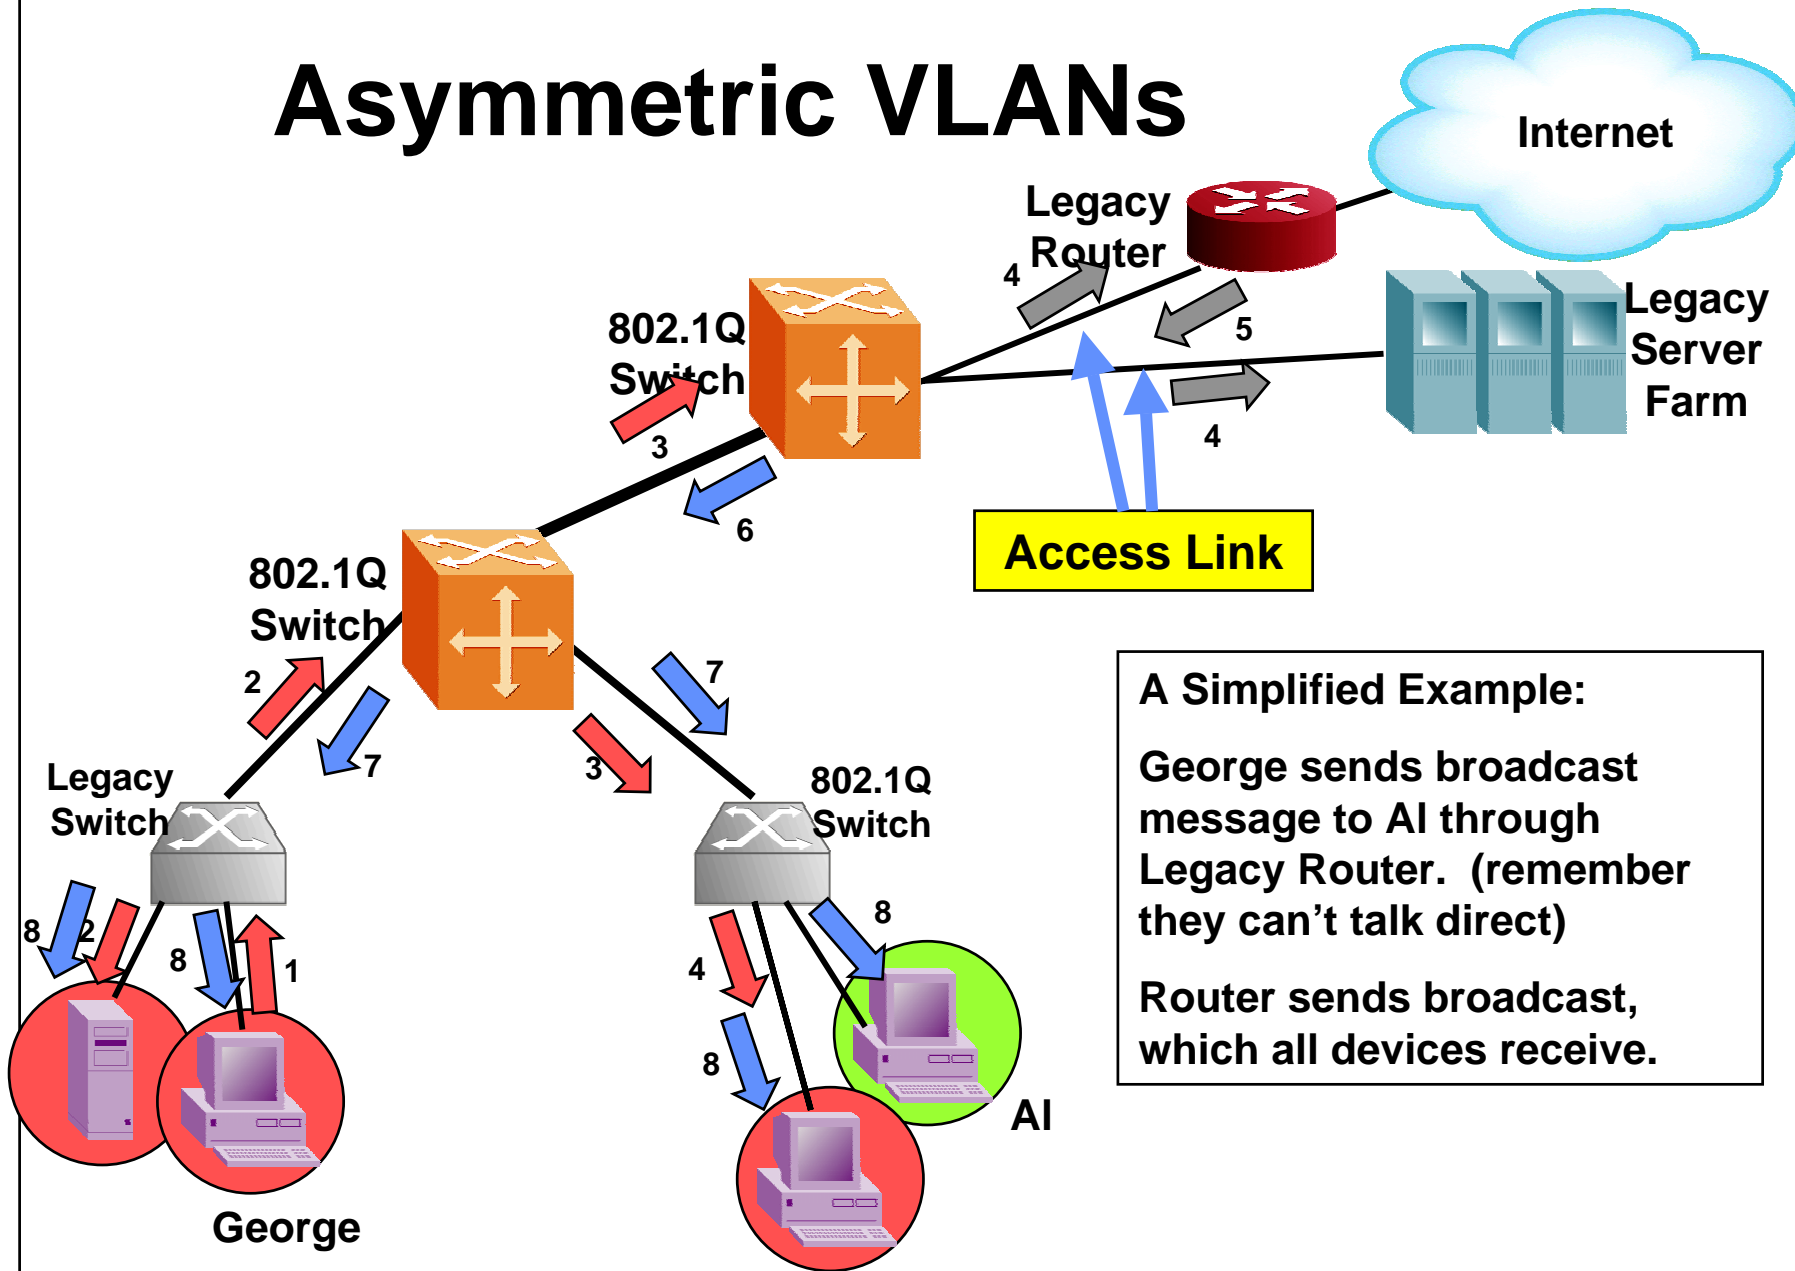 Asymmetric VLANs
Internet
Legacy
Router
4
5
Legacy
Server
Farm
4
802.1Q
Switch
3
6
Access Link
802.1Q
Switch
2
7
7
3
Legacy
Switch
802.1Q
Switch
8
2
8
1
4
8
8
Al
George
A Simplified Example:
George sends broadcast
message to Al through
Legacy Router.  (remember
they can’t talk direct)
Router sends broadcast,
which all devices receive.